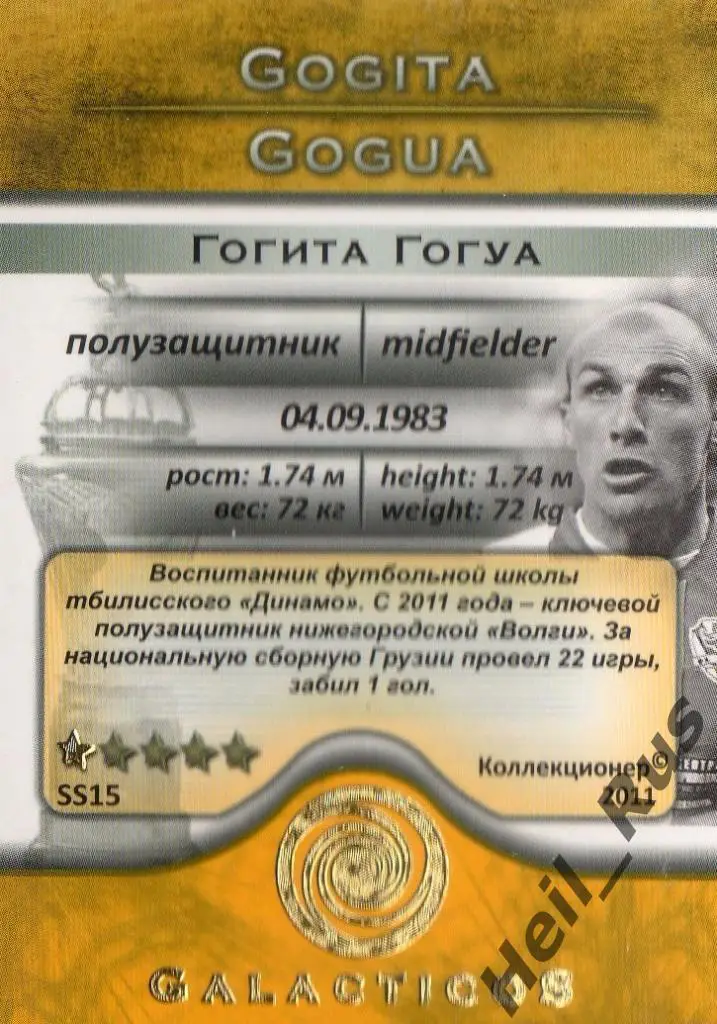 GOGITA
GOGUA
ГОГИТА ГОГУА
полузащитник midfielder
04.09.1983
рост: 1.74 м height: 1.74 м
вес: 72 кг weight: 72 kg
Воспитанник футбольной школы
тбилисского «Динамо». С 2011 года – ключевой
полузащитник нижегородской «Волги». За
национальную сборную Грузии провел 22 игры,
забил 1 гол.
Коллекционер©
SS15 2011
GALACTICOS
Heil_Rus